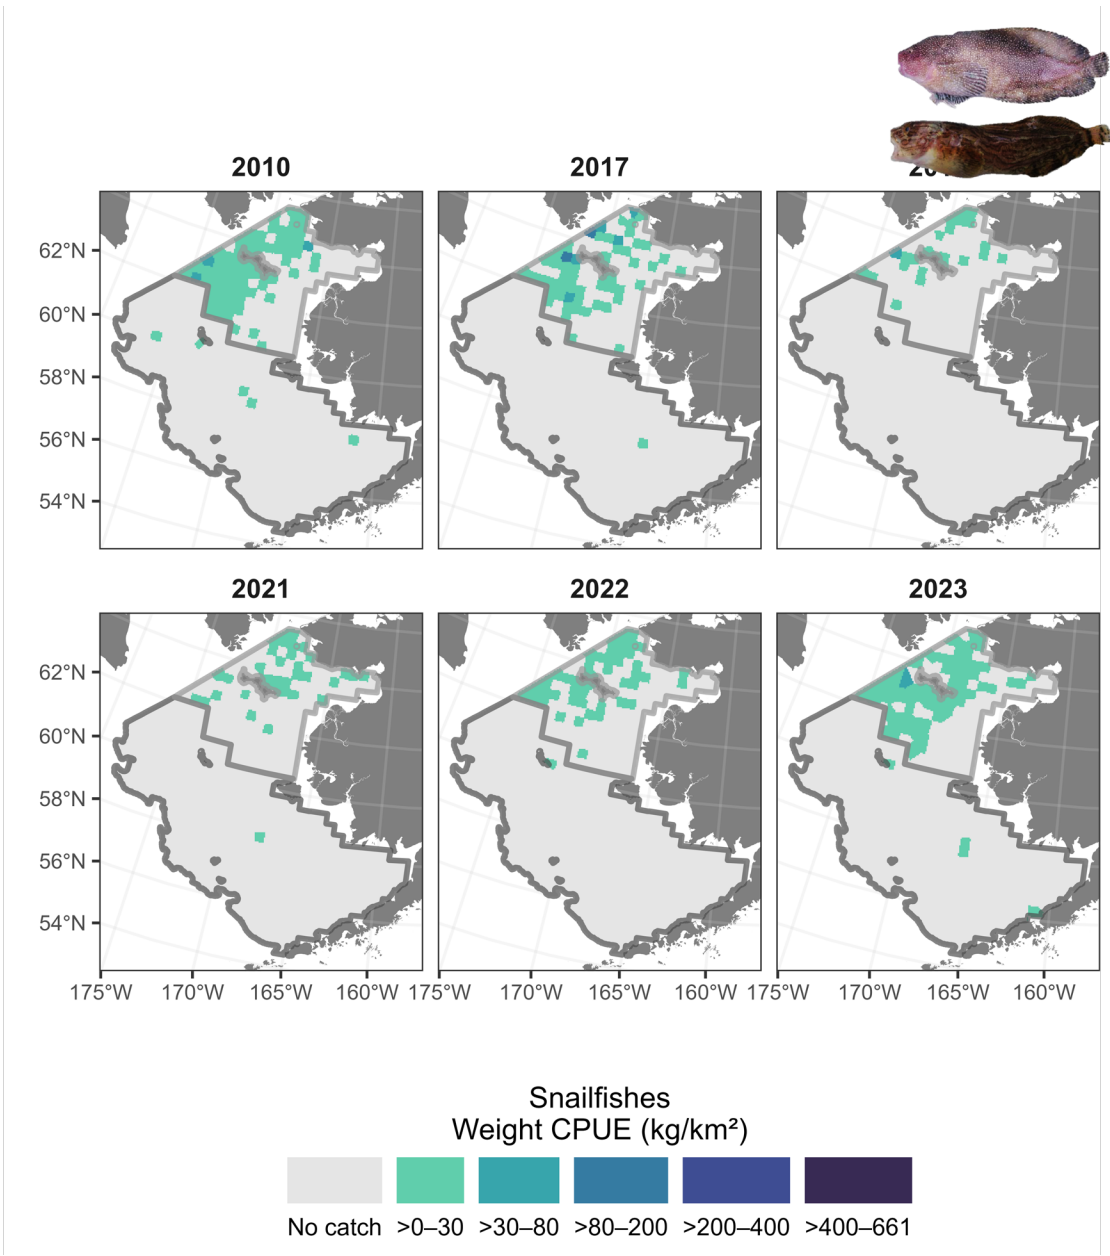 2010 2017
62°N
60°N
58°N
56°N
54°N
2021 2022 2023
62°N
60°N
58°N
56°N
54°N
175°W 170°W 165°W 160°W 175°W 170°W 165°W 160°W 175°W 170°W 165°W 160°W
Snailfishes
Weight CPUE (kg/km²)
No catch >0–30 >30–80 >80–200 >200–400 >400–661